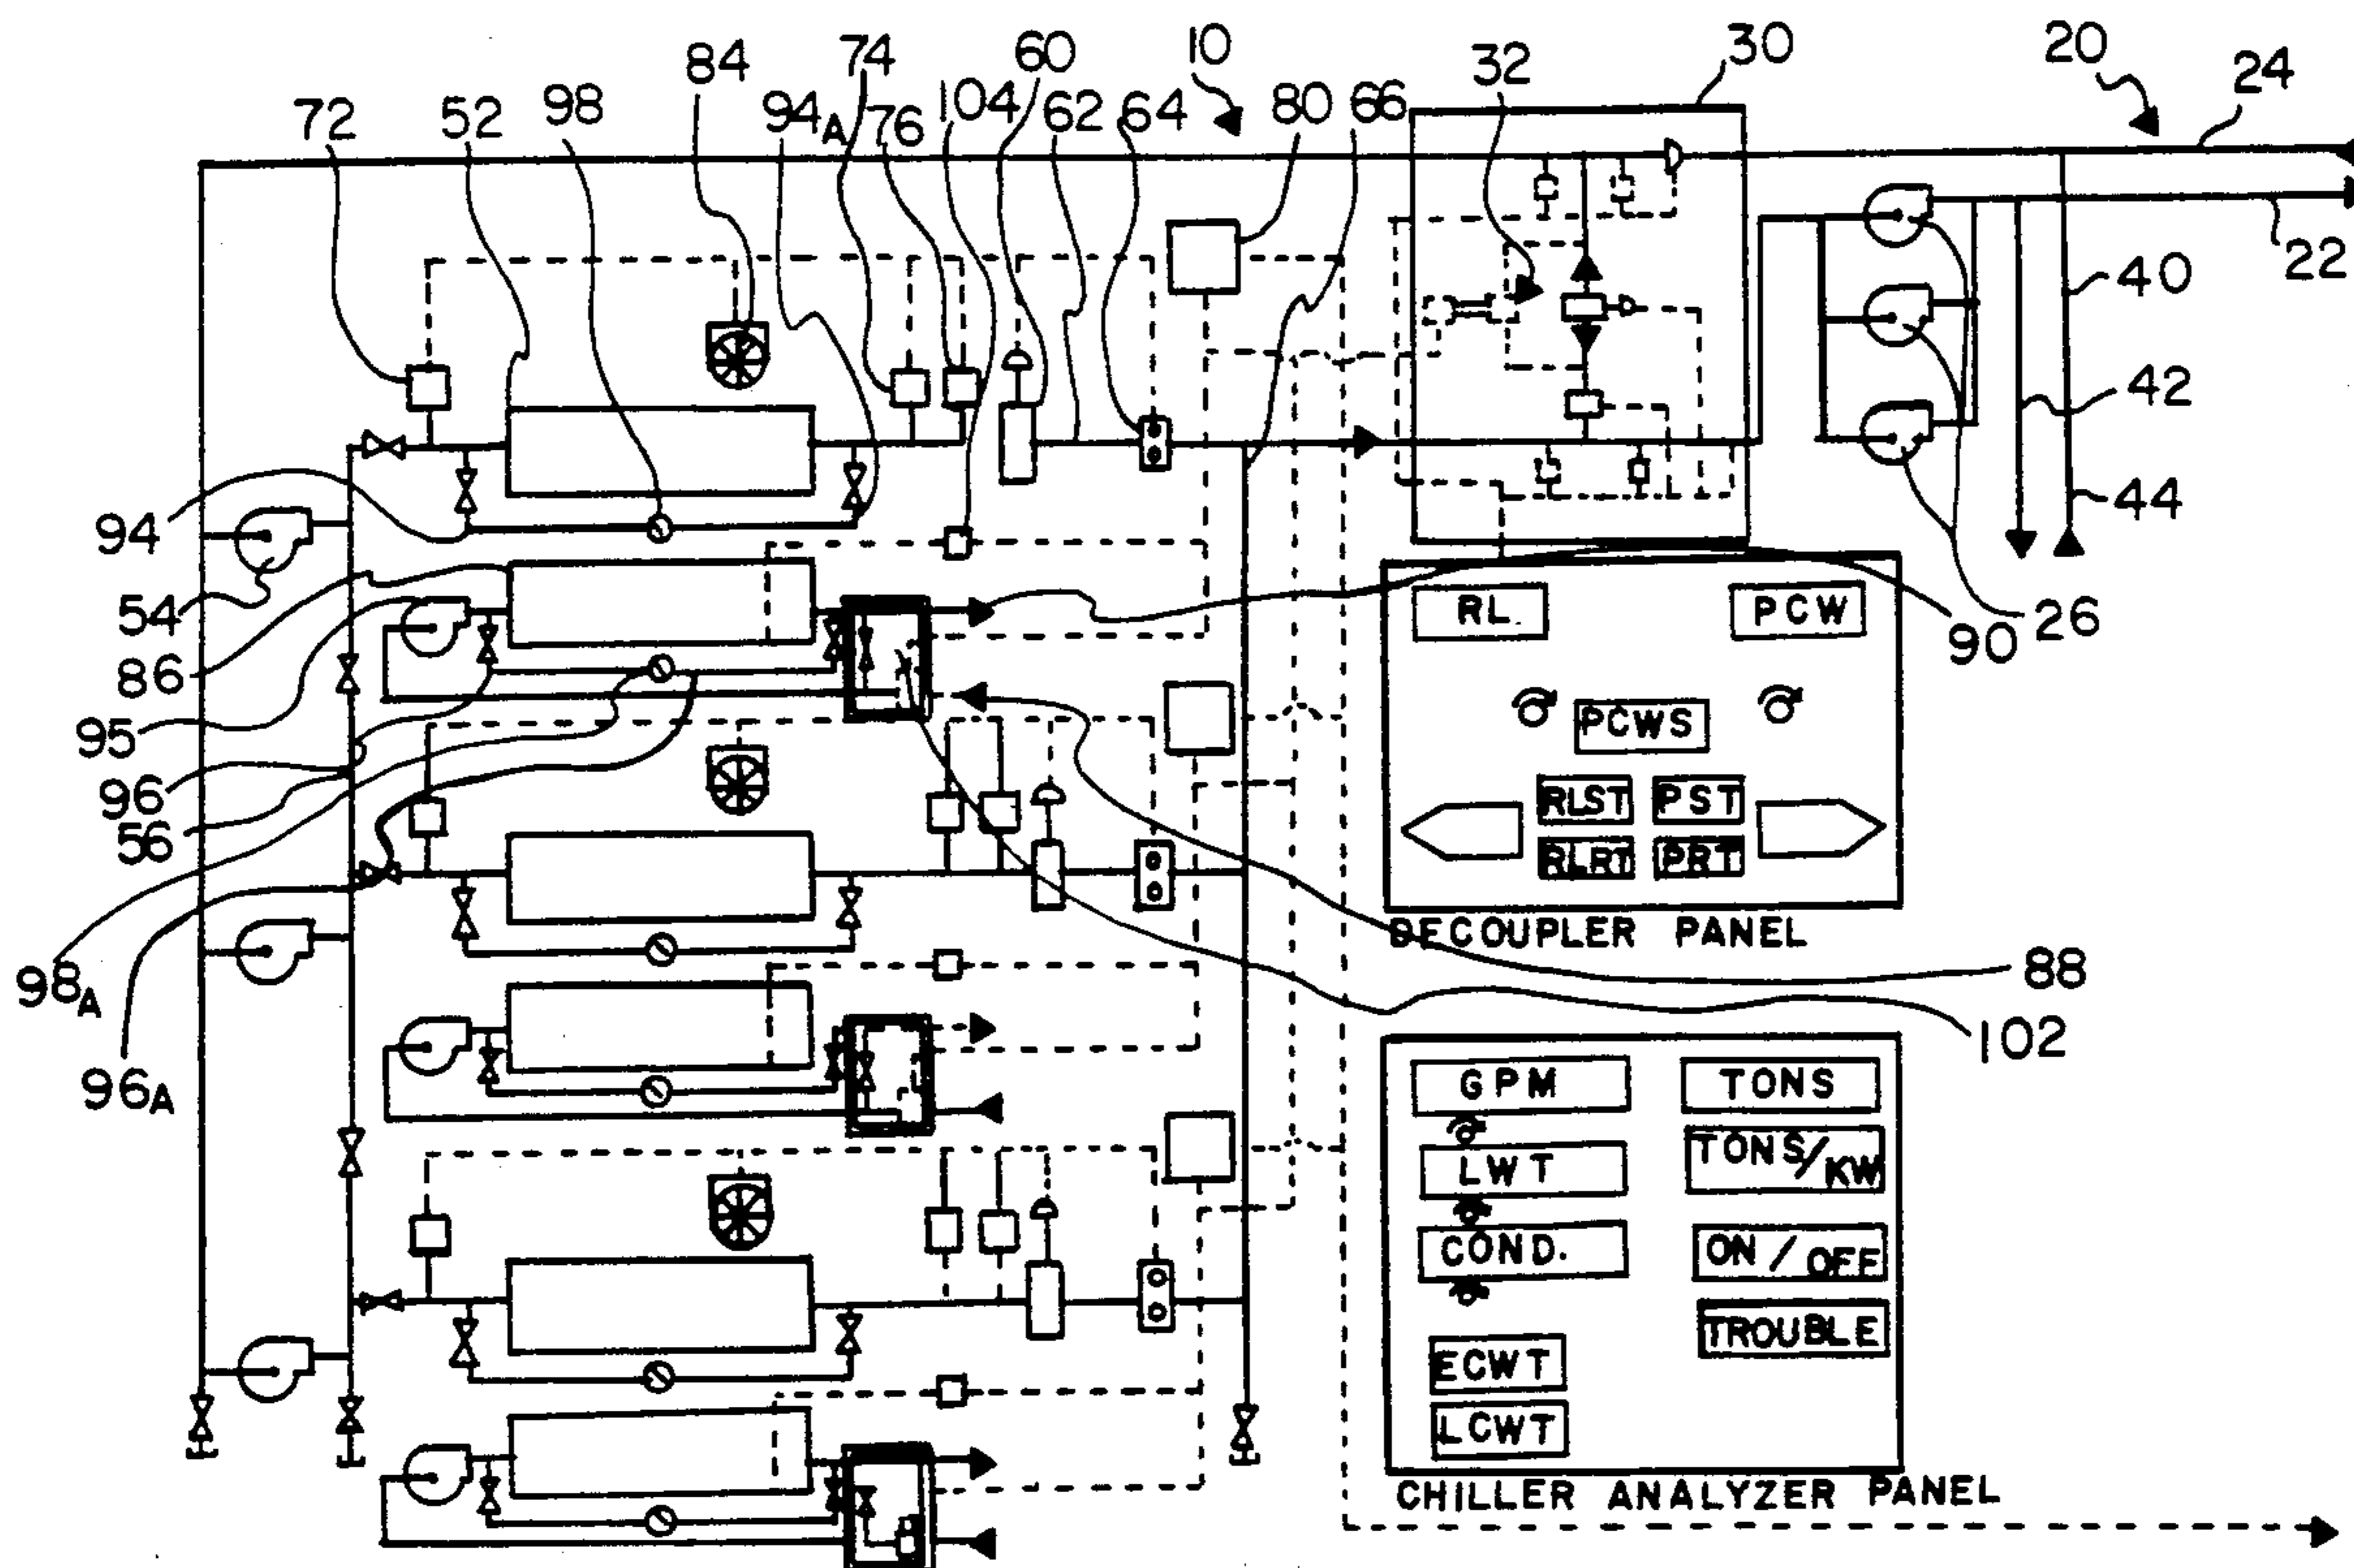 72
52
98
84
94A
74
76
104
60
62
64
10
80
66
32
30
20
24
22
40
42
44
26
90
94
54
86
95
96
56
98A
96A
RL
PCW
PCWS
RLST
PST
RLRT
PRT
DECOUPLER PANEL
88
102
GPM
TONS
LWT
TONS/KW
COND.
ON/OFF
TROUBLE
ECWT
LCWT
CHILLER ANALYZER PANEL